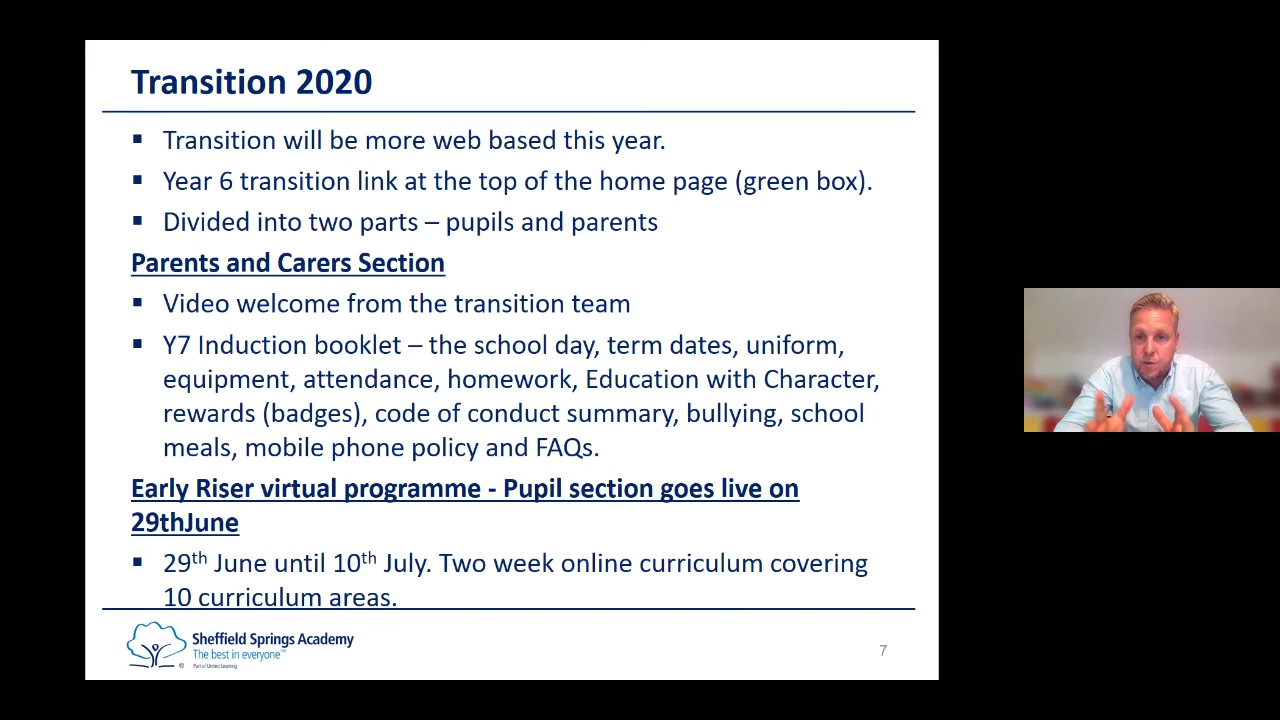 Transition 2020
▪ Transition will be more web based this year.
▪ Year 6 transition link at the top of the home page (green box).
▪ Divided into two parts – pupils and parents
Parents and Carers Section
▪ Video welcome from the transition team
▪ Y7 Induction booklet – the school day, term dates, uniform,
equipment, attendance, homework, Education with Character,
rewards (badges), code of conduct summary, bullying, school
meals, mobile phone policy and FAQs.
Early Riser virtual programme - Pupil section goes live on
29thJune
▪ 29th June until 10th July. Two week online curriculum covering
10 curriculum areas.
Sheffield Springs Academy
The best in everyone™
Part of United Learning
®
7